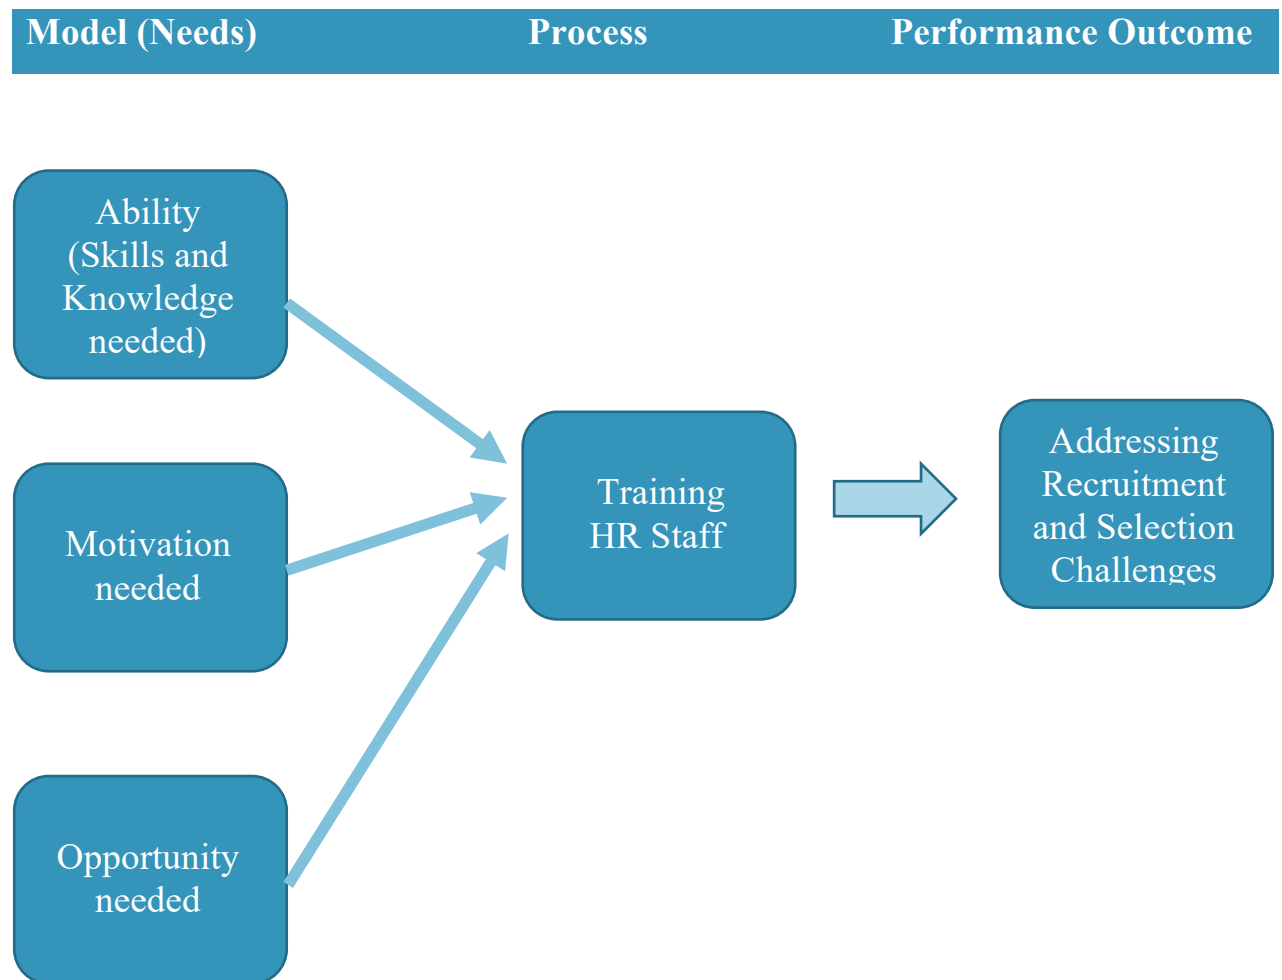 Model (Needs) Process Performance Outcome
Ability
(Skills and
Knowledge
needed)
Motivation
needed
Opportunity
needed
Training
HR Staff
Addressing
Recruitment
and Selection
Challenges